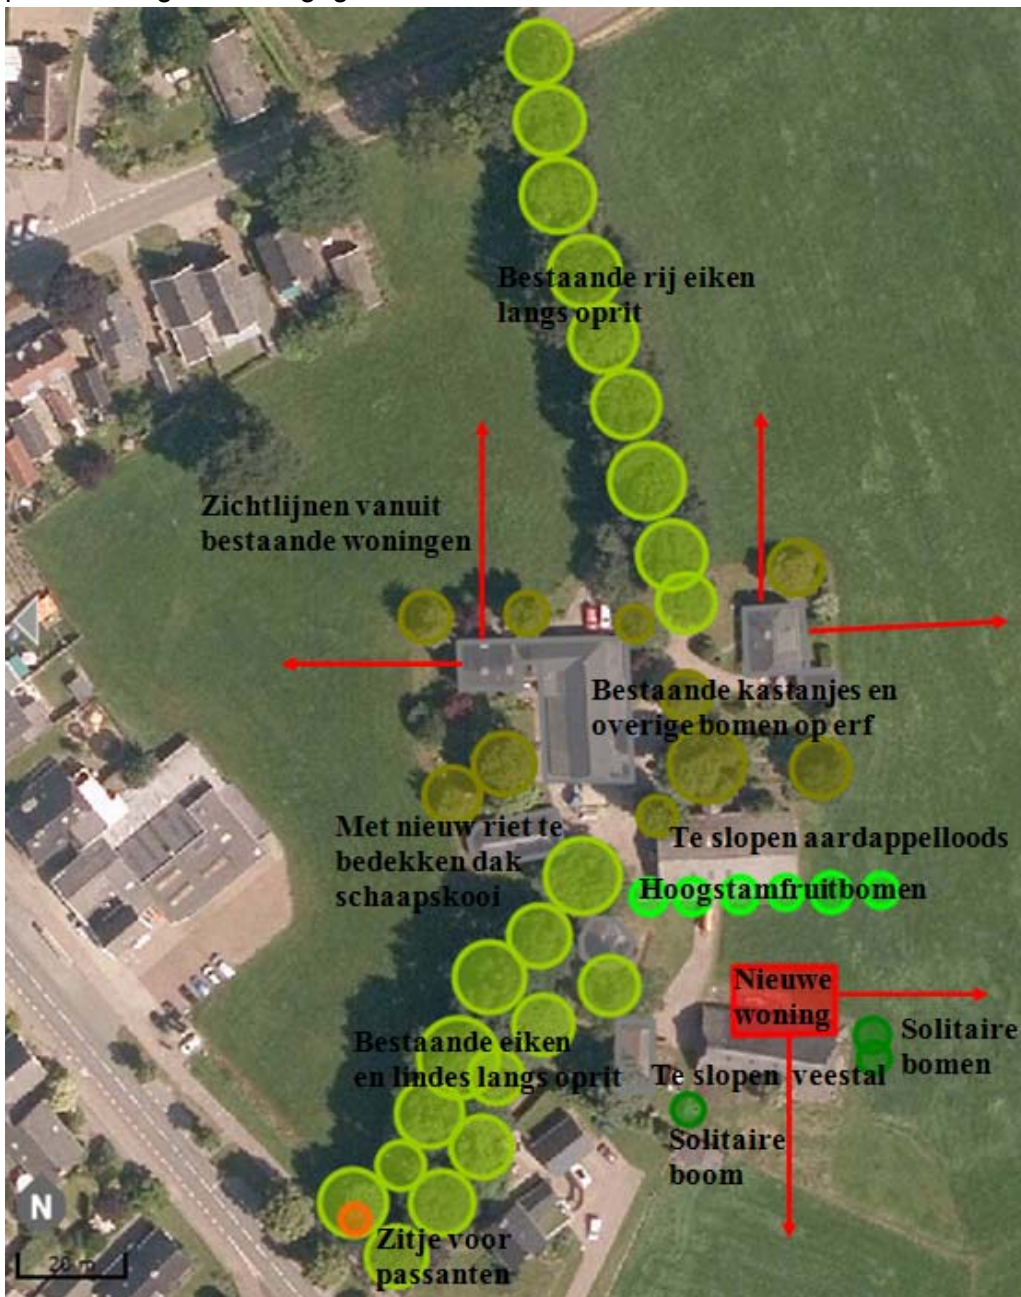 Bestaande rij eiken
langs oprit
Zichtlijnen vanuit
bestaande woningen
Bestaande kastanjes en
overige bomen op erf
Met nieuw riet te
bedekken dak
schaapskooi
Te slopen aardappelloods
Hoogstamfruitbomen
Nieuwe
woning
Solitaire
bomen
Bestaande eiken
en lindes langs oprit
Te slopen veestal
Solitaire
boom
Zitje voor
passanten
N
20 m